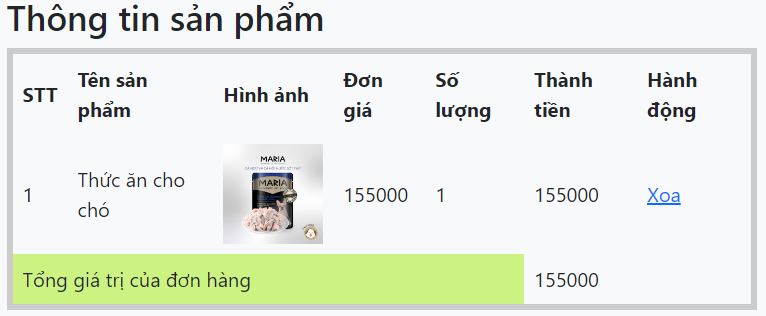 Thông tin sản phẩm
STT Tên sản phẩm Hình ảnh Đơn giá Số lượng Thành tiền Hành động
1 Thức ăn cho chó MARIA MARIA 155000 1 155000 Xoa
Tổng giá trị của đơn hàng 155000